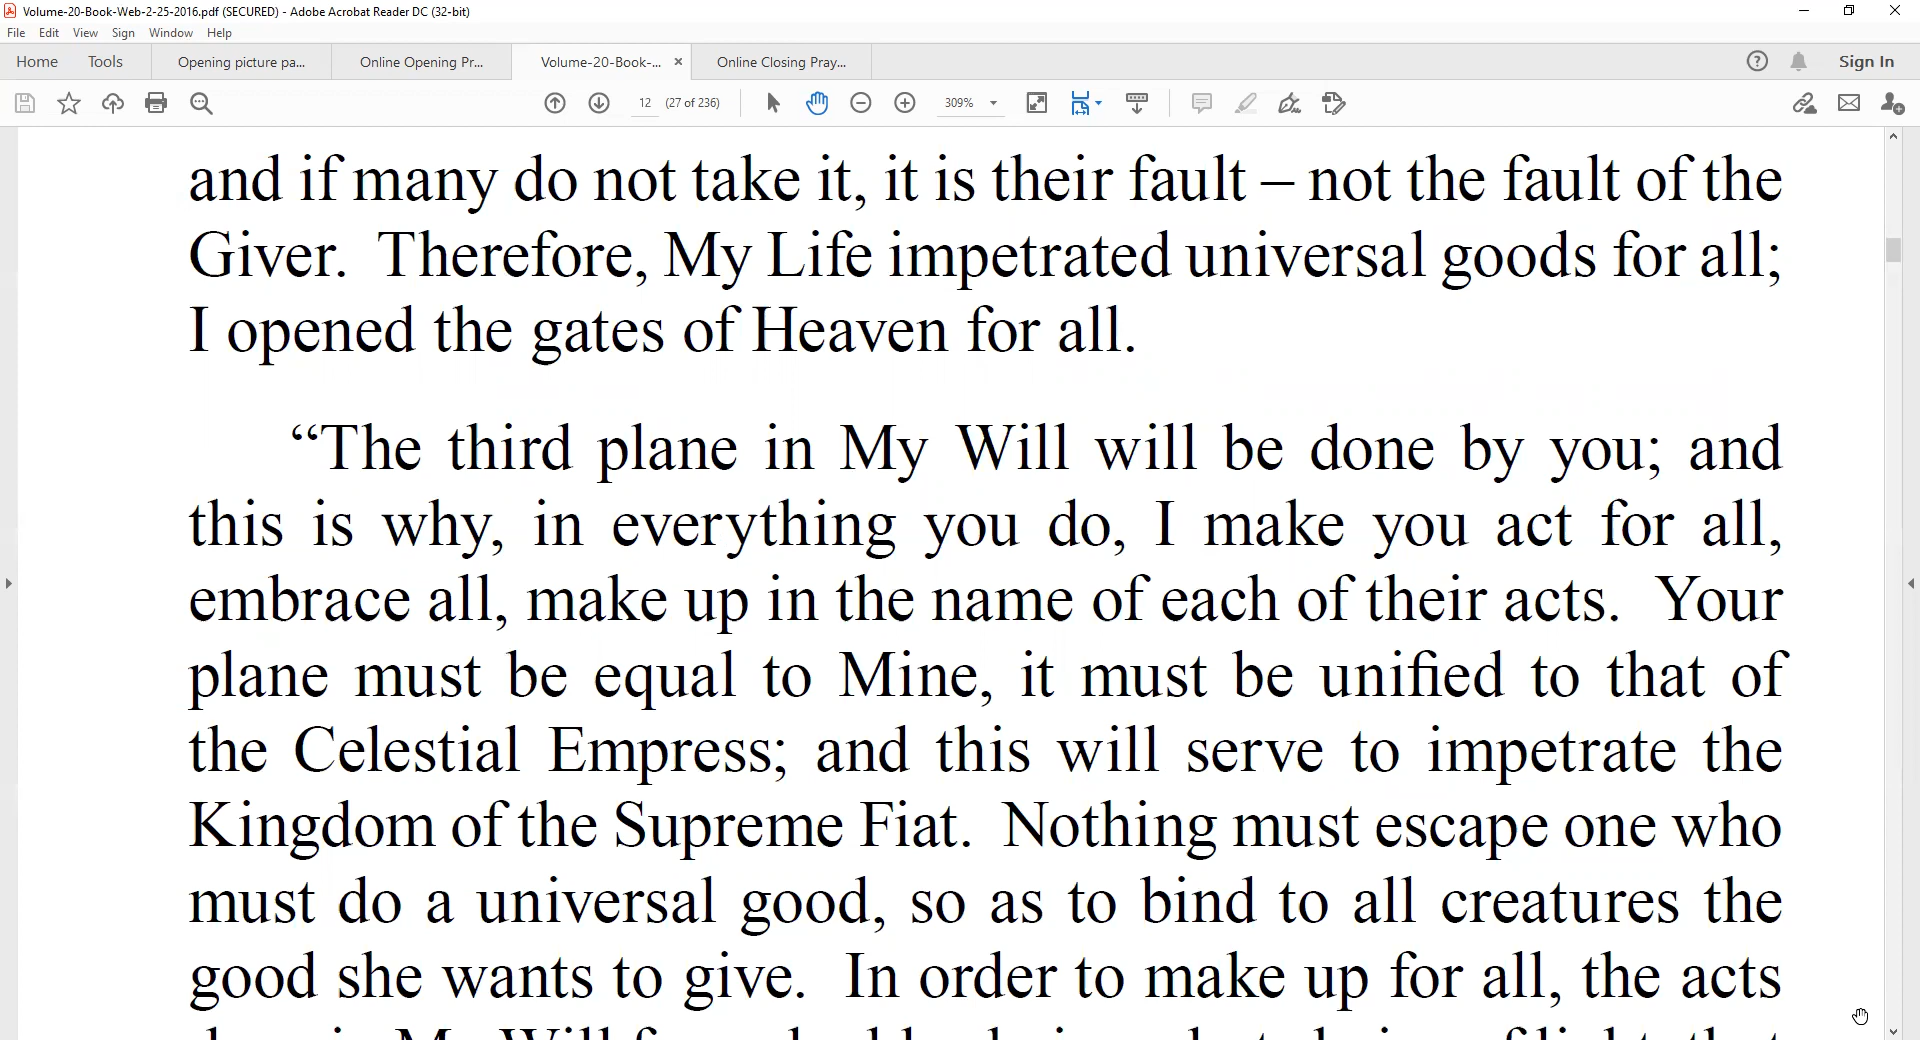 Volume-20-Book-Web-2-25-2016.pdf (SECURED) - Adobe Acrobat Reader DC (32-bit)
File Edit View Sign Window Help
Home Tools Opening picture pa... Online Opening Pr... Volume-20-Book-... × Online Closing Pray... Sign In
12 (27 of 236) 309%
and if many do not take it, it is their fault – not the fault of the
Giver. Therefore, My Life impetrated universal goods for all;
I opened the gates of Heaven for all.
“The third plane in My Will will be done by you; and
this is why, in everything you do, I make you act for all,
embrace all, make up in the name of each of their acts. Your
plane must be equal to Mine, it must be unified to that of
the Celestial Empress; and this will serve to impetrate the
Kingdom of the Supreme Fiat. Nothing must escape one who
must do a universal good, so as to bind to all creatures the
good she wants to give. In order to make up for all, the acts